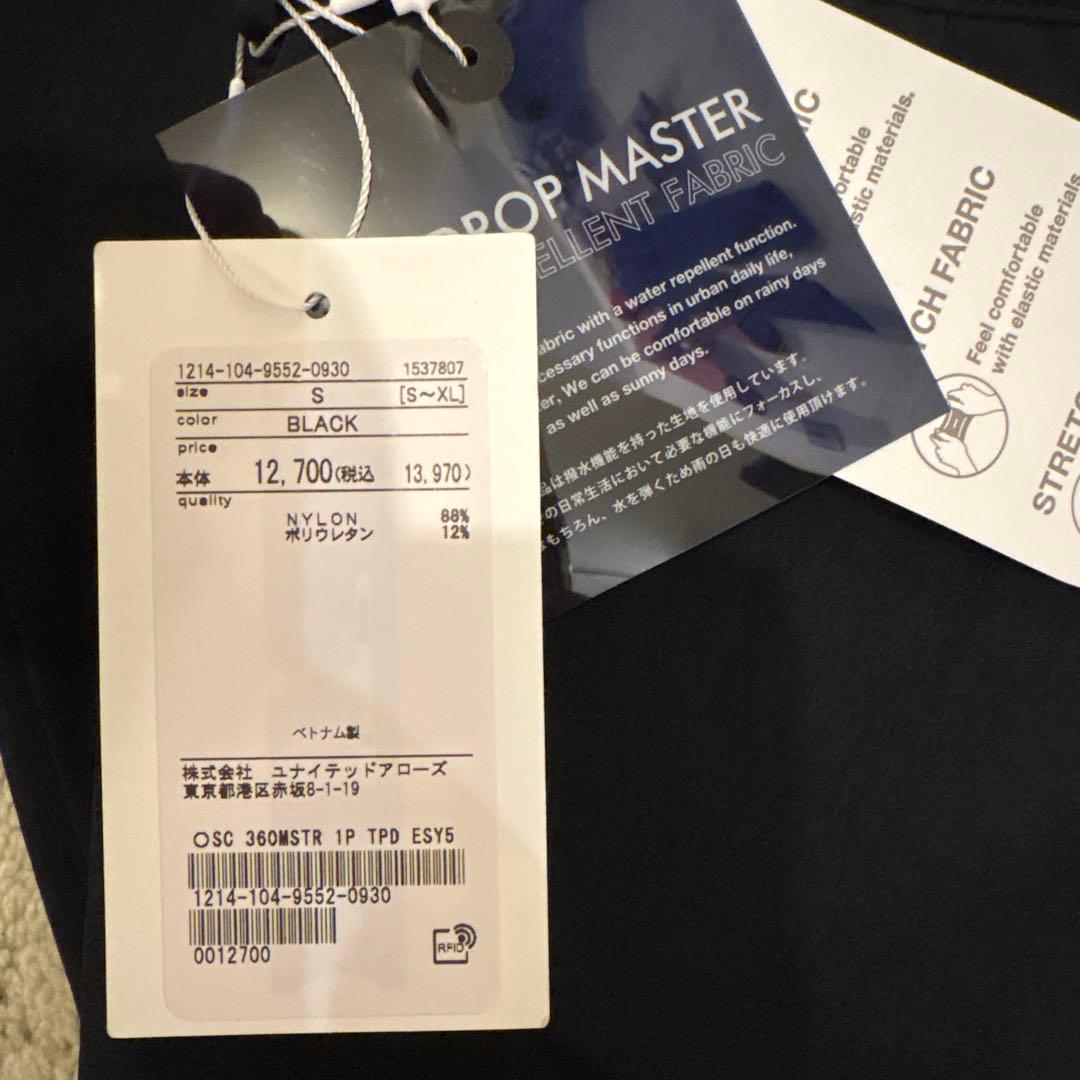 1214-104-9552-0930 1537807
size S [S～XL]
color BLACK
price
本体 12,700(税込 13,970)
quality
NYLON 88%
ポリウレタン 12%
ベトナム製
株式会社 ユナイテッドアローズ
東京都港区赤坂8-1-19
○SC 360MSTR 1P TPD ESY5
1214-104-9552-0930
0012700
RFID
DROP MASTER
ELLENT FABRIC
abric with a water repellent function.
cessary functions in urban daily life,
er. We can be comfortable on rainy days
as well as sunny days.
品は撥水機能を持った生地を使用しています。
の日常生活において必要な機能にフォーカスし、
もちろん、水を弾くため雨の日も快適に使用頂けます。
IC
ortable
stic materials.
CH FABRIC
Feel comfortable
with elastic materials
STRETC